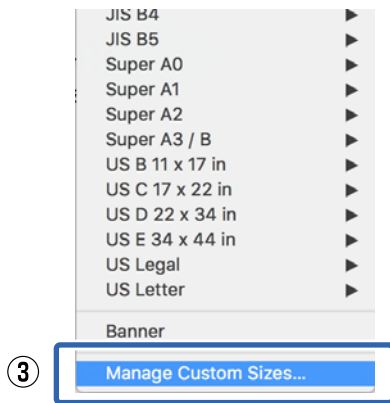 JIS B4
JIS B5
Super A0
Super A1
Super A2
Super A3 / B
US B 11 x 17 in
US C 17 x 22 in
US D 22 x 34 in
US E 34 x 44 in
US Legal
US Letter
Banner
③ Manage Custom Sizes...